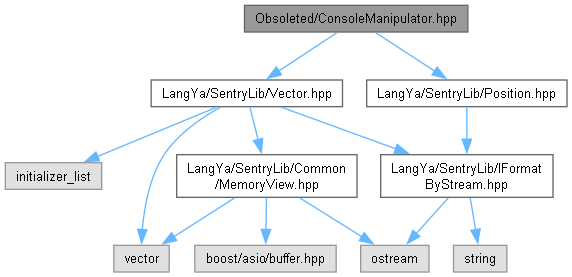 Obsoleted/ConsoleManipulator.hpp
LangYa/SentryLib/Vector.hpp
LangYa/SentryLib/Position.hpp
initializer_list
LangYa/SentryLib/Common
/MemoryView.hpp
LangYa/SentryLib/IFormat
ByStream.hpp
vector
boost/asio/buffer.hpp
ostream
string